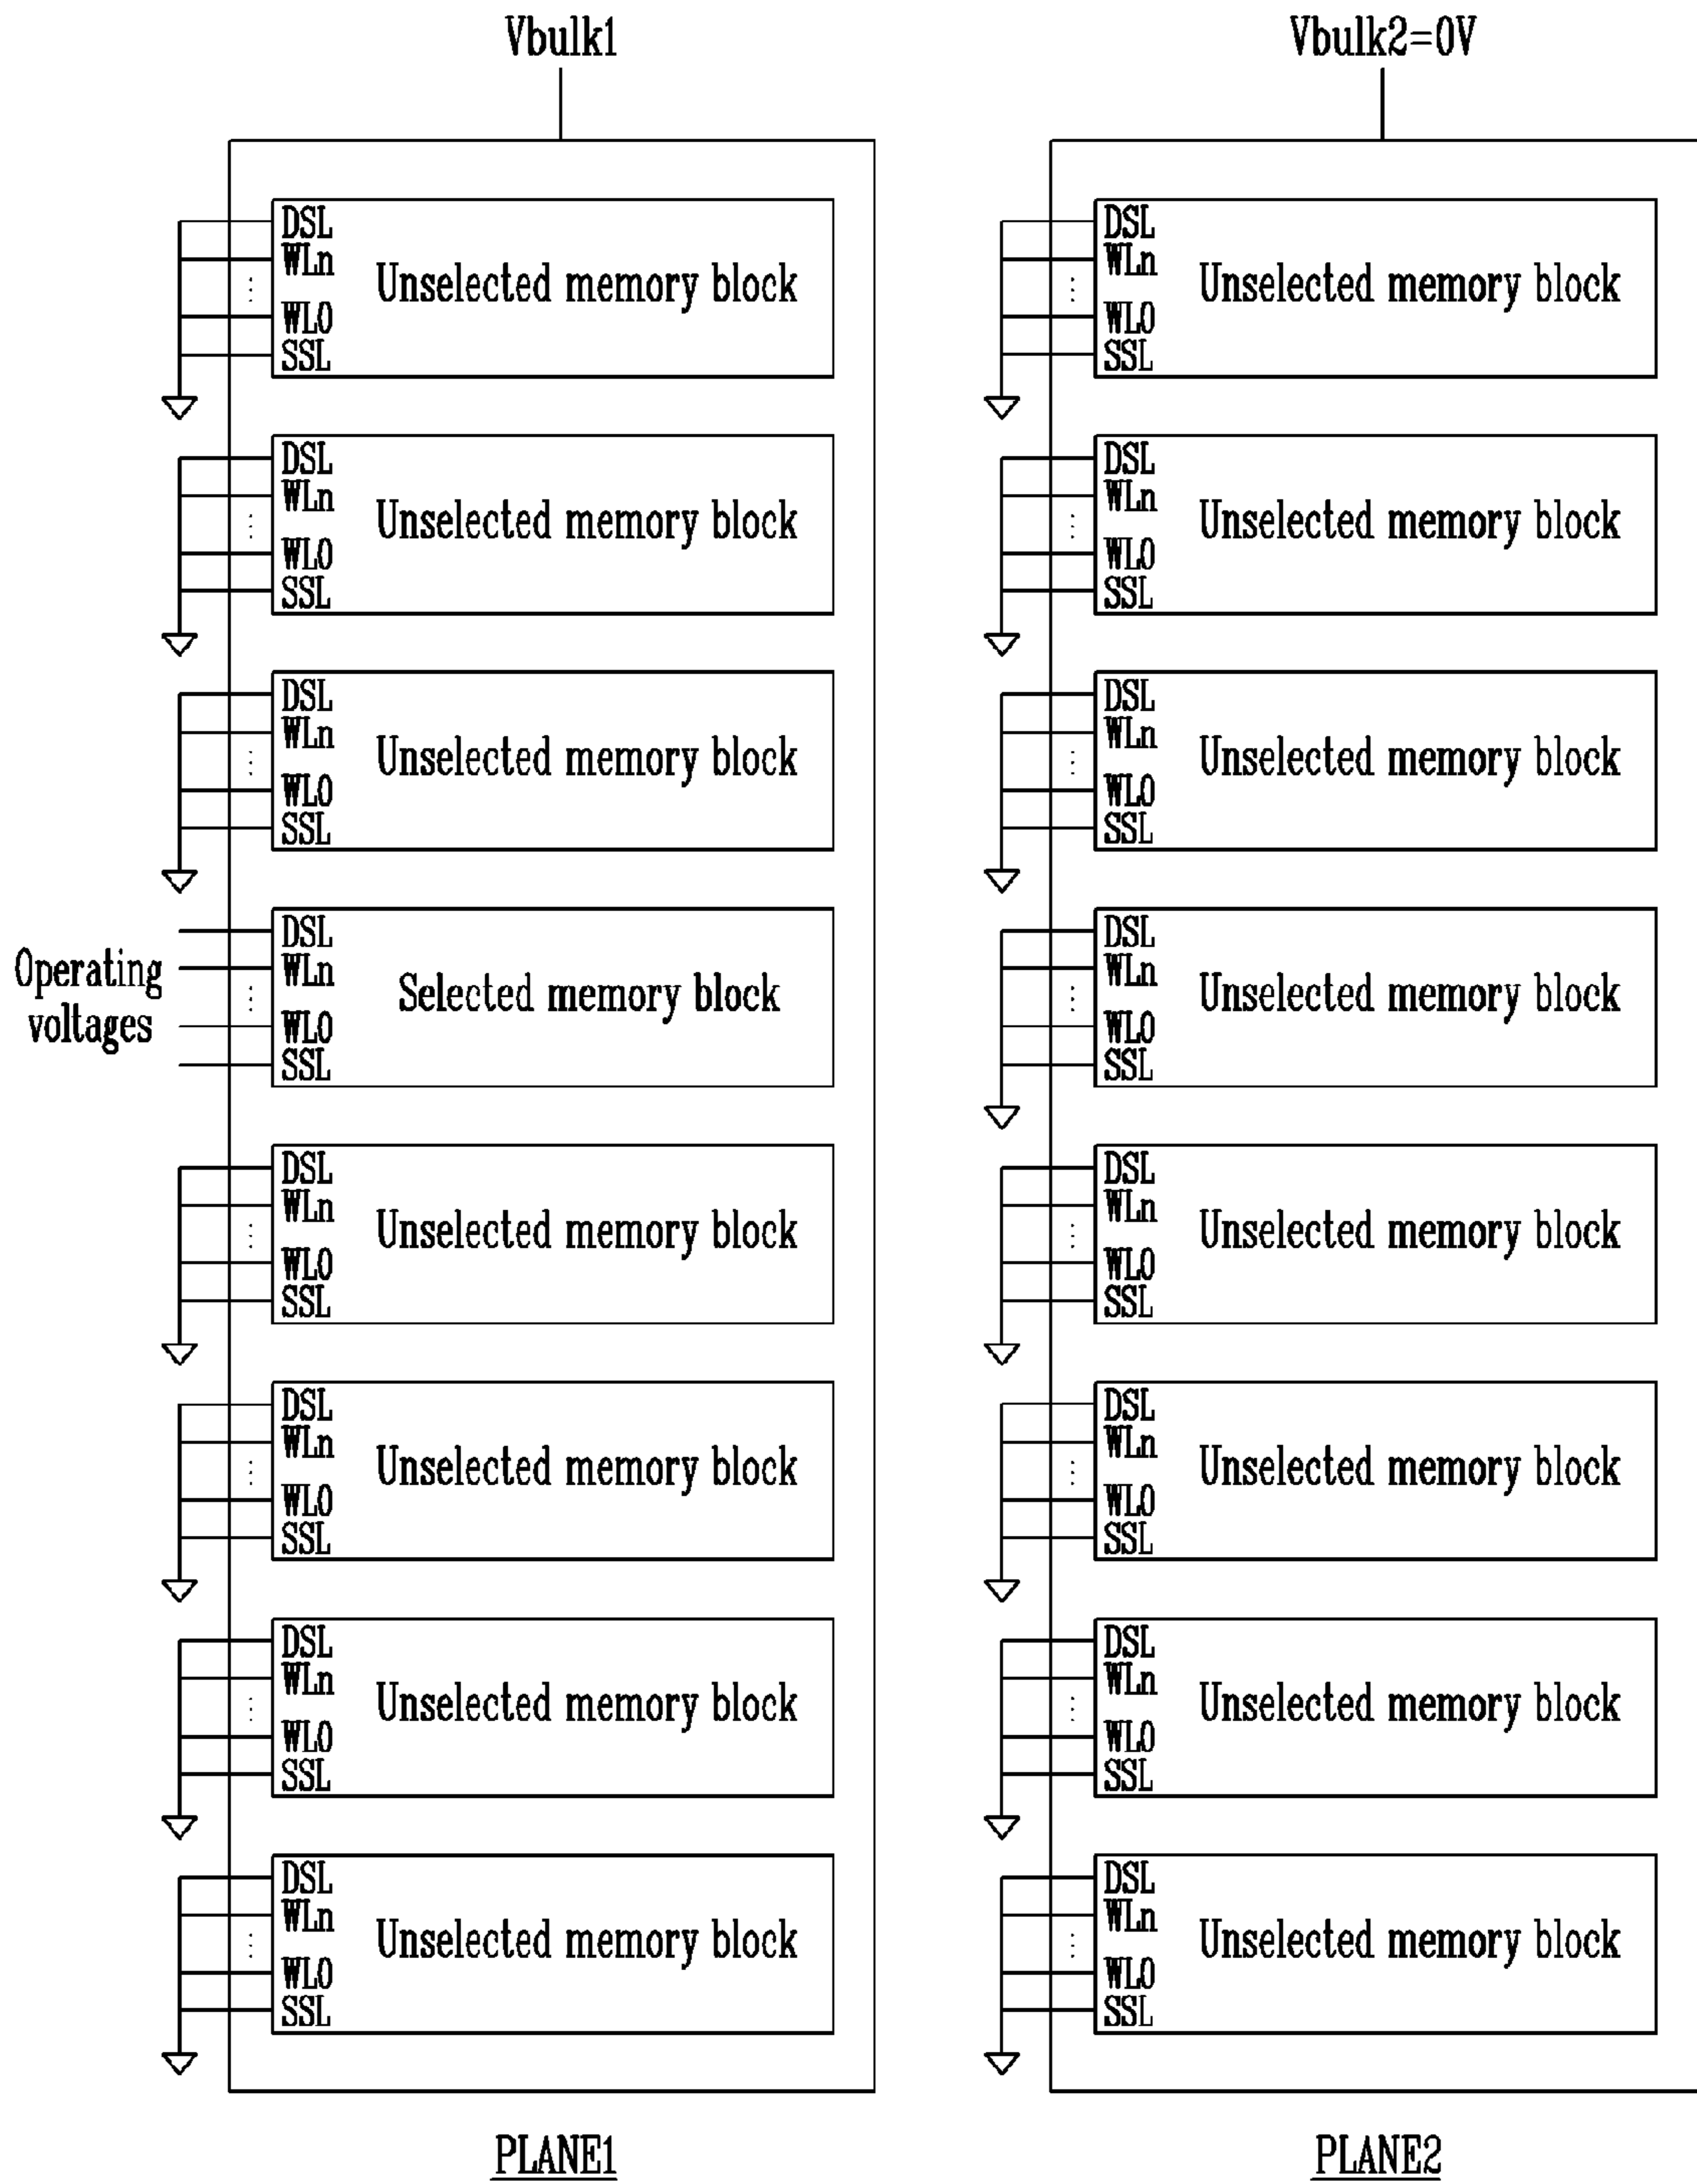 Vbulk1
Vbulk2=0V
DSL
WLn
Unselected memory block
WL0
SSL
DSL
WLn
Unselected memory block
WL0
SSL
DSL
WLn
Unselected memory block
WL0
SSL
Operating
voltages
DSL
WLn
Selected memory block
WL0
SSL
DSL
WLn
Unselected memory block
WL0
SSL
DSL
WLn
Unselected memory block
WL0
SSL
DSL
WLn
Unselected memory block
WL0
SSL
DSL
WLn
Unselected memory block
WL0
SSL
PLANE1
DSL
WLn
Unselected memory block
WL0
SSL
DSL
WLn
Unselected memory block
WL0
SSL
DSL
WLn
Unselected memory block
WL0
SSL
DSL
WLn
Unselected memory block
WL0
SSL
DSL
WLn
Unselected memory block
WL0
SSL
DSL
WLn
Unselected memory block
WL0
SSL
DSL
WLn
Unselected memory block
WL0
SSL
DSL
WLn
Unselected memory block
WL0
SSL
PLANE2